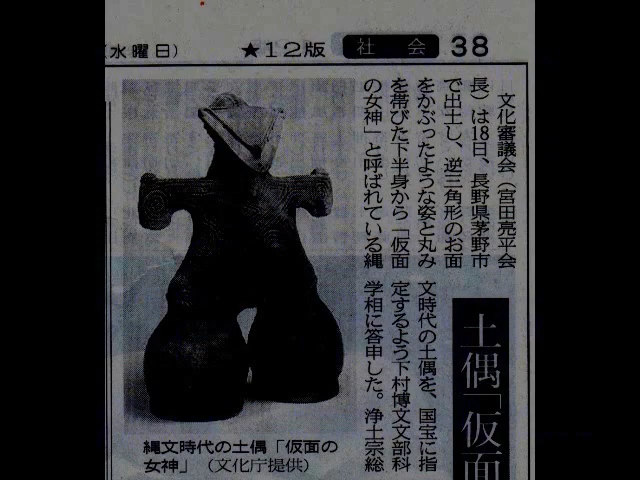 (水曜日) ★12版 社会 38
土偶「仮面
文化審議会（宮田亮平会
長）は18日、長野県茅野市
で出土し、逆三角形のお面
をかぶったような姿と丸み
を帯びた下半身から「仮面
の女神」と呼ばれている縄
文時代の土偶を、国宝に指
定するよう下村博文文部科
学相に答申した。浄土宗総
縄文時代の土偶「仮面の
女神」（文化庁提供）